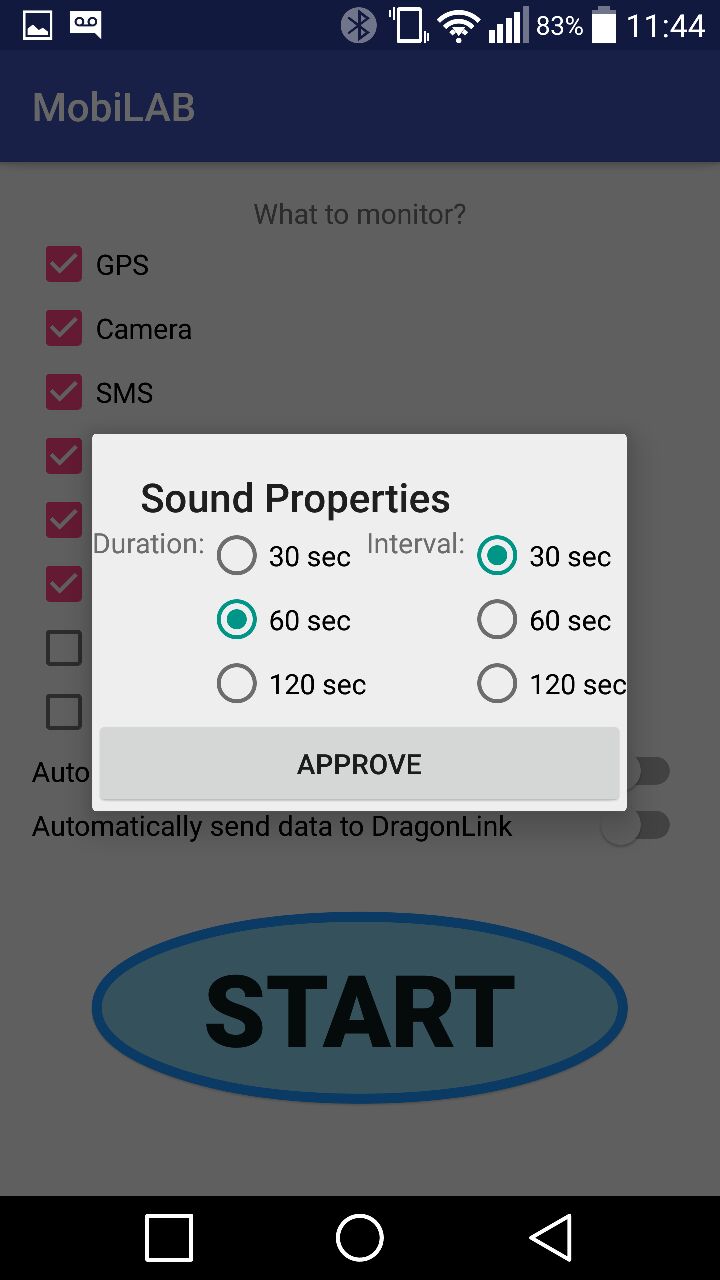 83% 11:44
MobiLAB
What to monitor?
GPS
Camera
SMS
Sound Properties
Duration: 30 sec Interval: 30 sec
60 sec 60 sec
120 sec 120 sec
APPROVE
Auto
Automatically send data to DragonLink
START